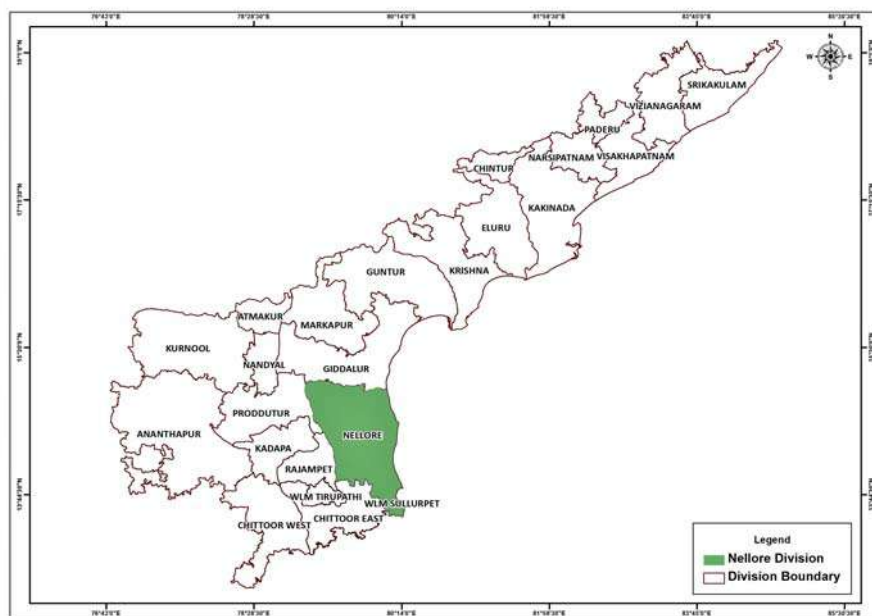 N
W E
S
SRIKAKULAM
VIZIANAGARAM
PADERU
NARSIPATNAM
VISAKHAPATNAM
CHINTUR
KAKINADA
ELURU
KRISHNA
GUNTUR
ATMAKUR
MARKAPUR
KURNOOL
NANDYAL
GIDDALUR
PRODDUTUR
ANANTHAPUR
NELLORE
KADAPA
RAJAMPET
WLM TIRUPATHI
WLM SULLURPET
CHITTOOR WEST
CHITTOOR EAST
Legend
Nellore Division
Division Boundary